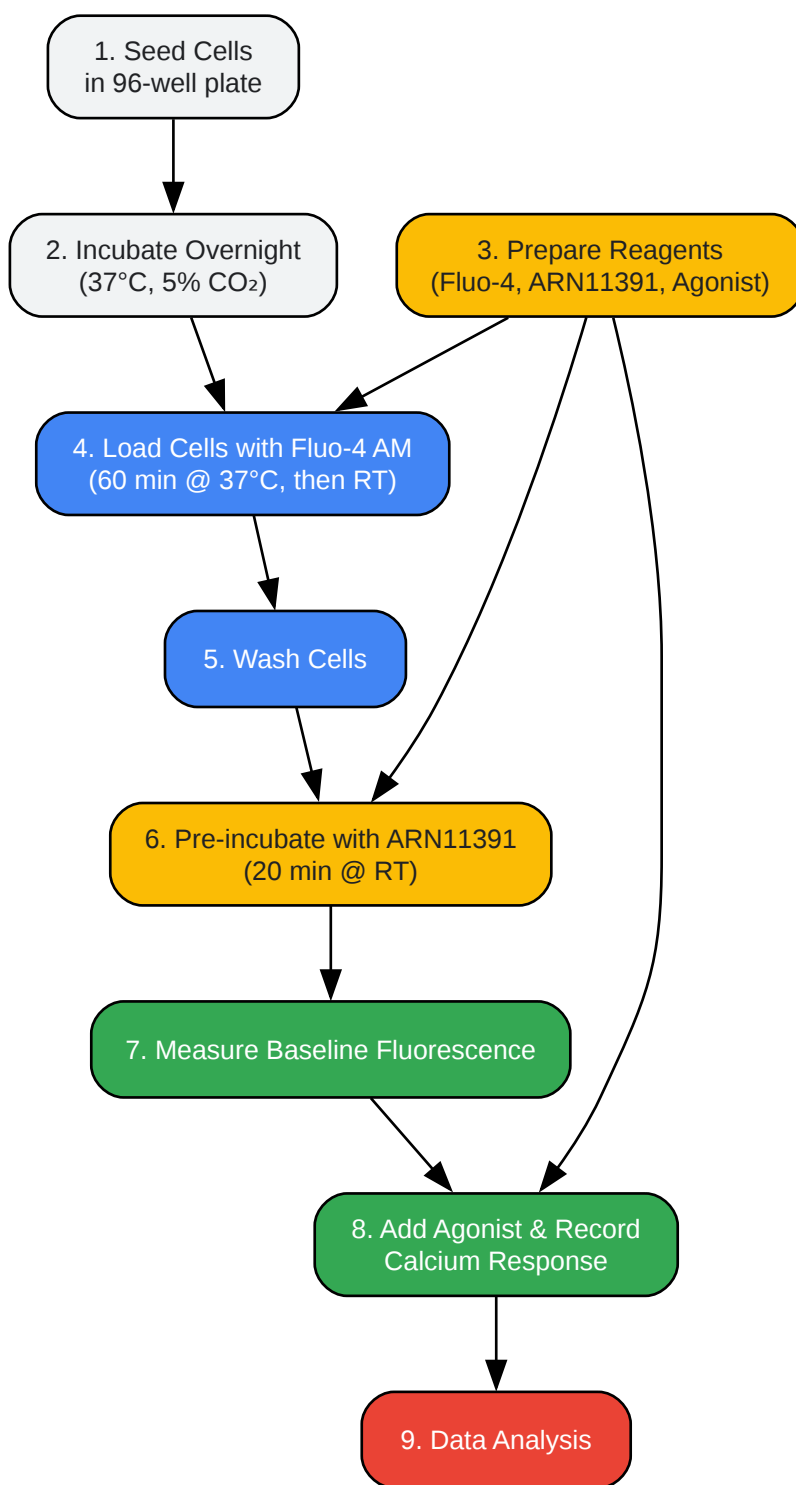 1. Seed Cells
in 96-well plate
2. Incubate Overnight
(37°C, 5% CO₂)
3. Prepare Reagents
(Fluo-4, ARN11391, Agonist)
4. Load Cells with Fluo-4 AM
(60 min @ 37°C, then RT)
5. Wash Cells
6. Pre-incubate with ARN11391
(20 min @ RT)
7. Measure Baseline Fluorescence
8. Add Agonist & Record
Calcium Response
9. Data Analysis